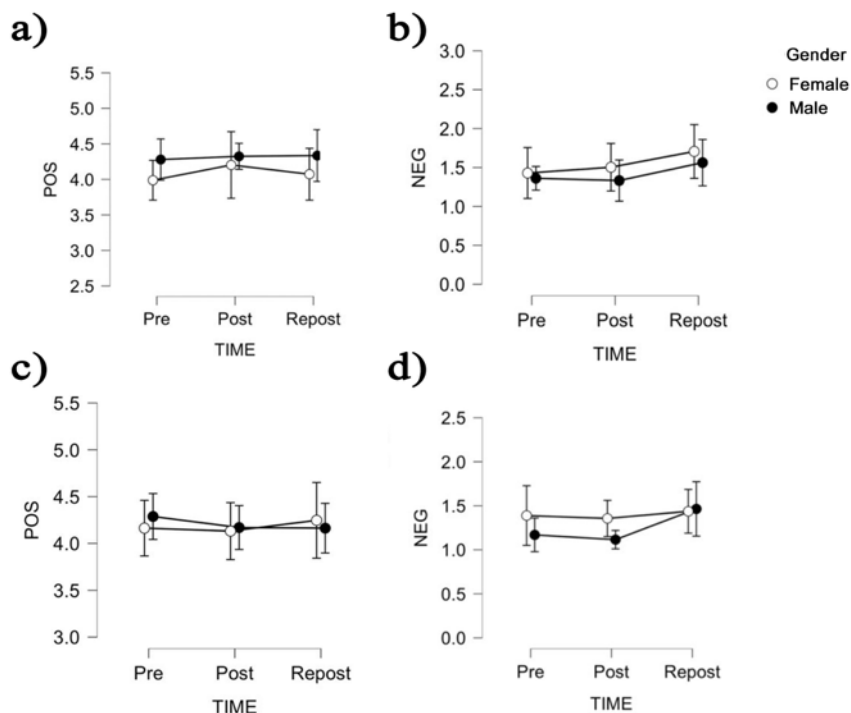 a)
5.5
5.0
4.5
4.0
3.5
3.0
2.5
POS
Pre Post Repost
TIME
b)
3.0
2.5
2.0
1.5
1.0
0.5
0.0
NEG
Pre Post Repost
TIME
Gender
Female
Male
c)
5.5
5.0
4.5
4.0
3.5
3.0
POS
Pre Post Repost
TIME
d)
2.5
2.0
1.5
1.0
0.5
0.0
NEG
Pre Post Repost
TIME